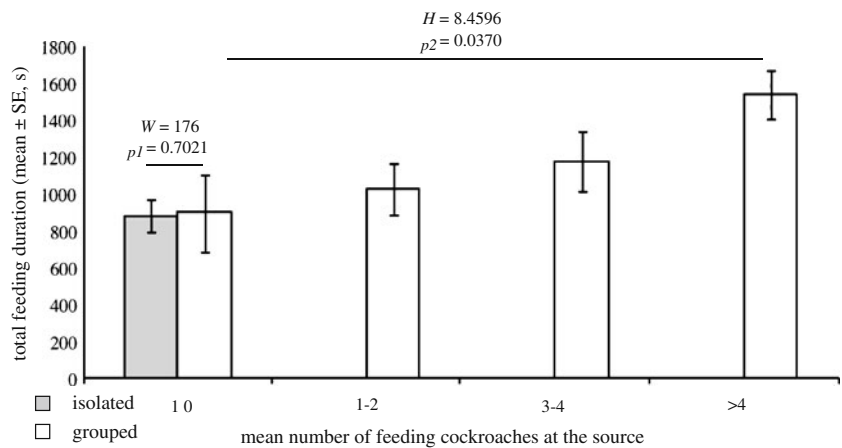 H = 8.4596
p2 = 0.0370
W = 176
p1 = 0.7021
total feeding duration (mean ± SE, s)
1800
1600
1400
1200
1000
800
600
400
200
0
1 0
1-2
3-4
>4
isolated
grouped
mean number of feeding cockroaches at the source